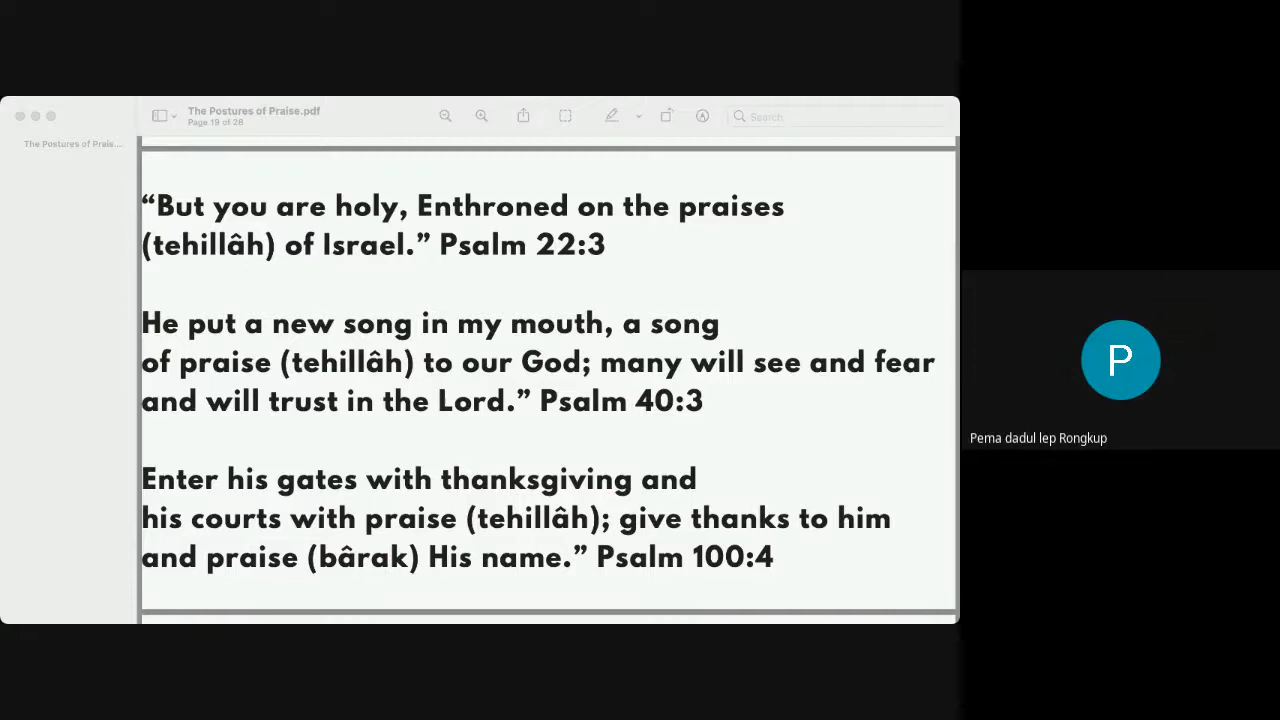 The Postures of Praise.pdf
Page 19 of 28
Search
The Postures of Prais...
“But you are holy, Enthroned on the praises
(tehillâh) of Israel.” Psalm 22:3
He put a new song in my mouth, a song
of praise (tehillâh) to our God; many will see and fear
and will trust in the Lord.” Psalm 40:3
Enter his gates with thanksgiving and
his courts with praise (tehillâh); give thanks to him
and praise (bârak) His name.” Psalm 100:4
P
Pema dadul lep Rongkup